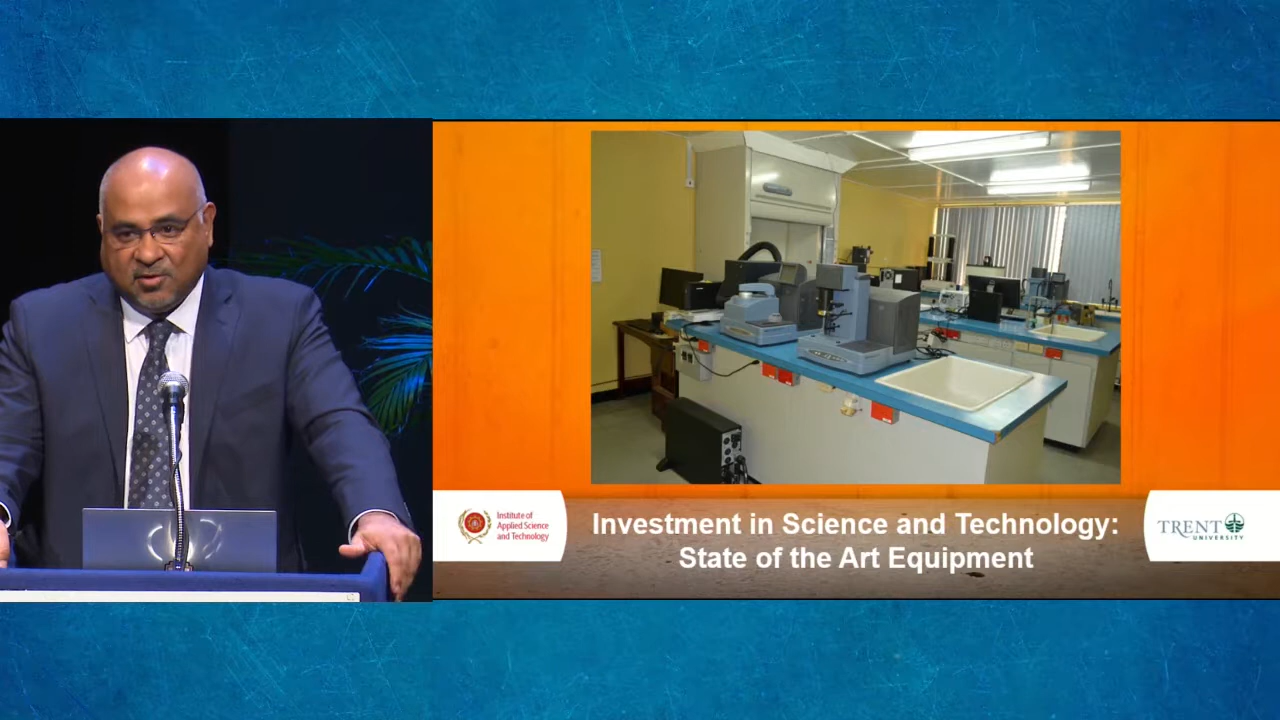 Institute of
Applied Science
and Technology
Investment in Science and Technology:
State of the Art Equipment
TRENT
UNIVERSITY